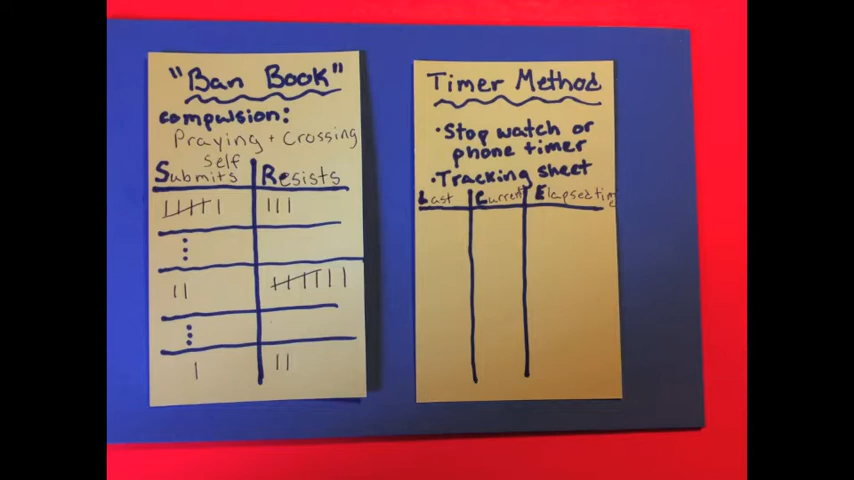 "Ban Book"
compulsion:
Praying + Crossing
self
Submits Resists
Timer Method
• Stop watch or
phone timer
• Tracking sheet
Last Current Elapsed time